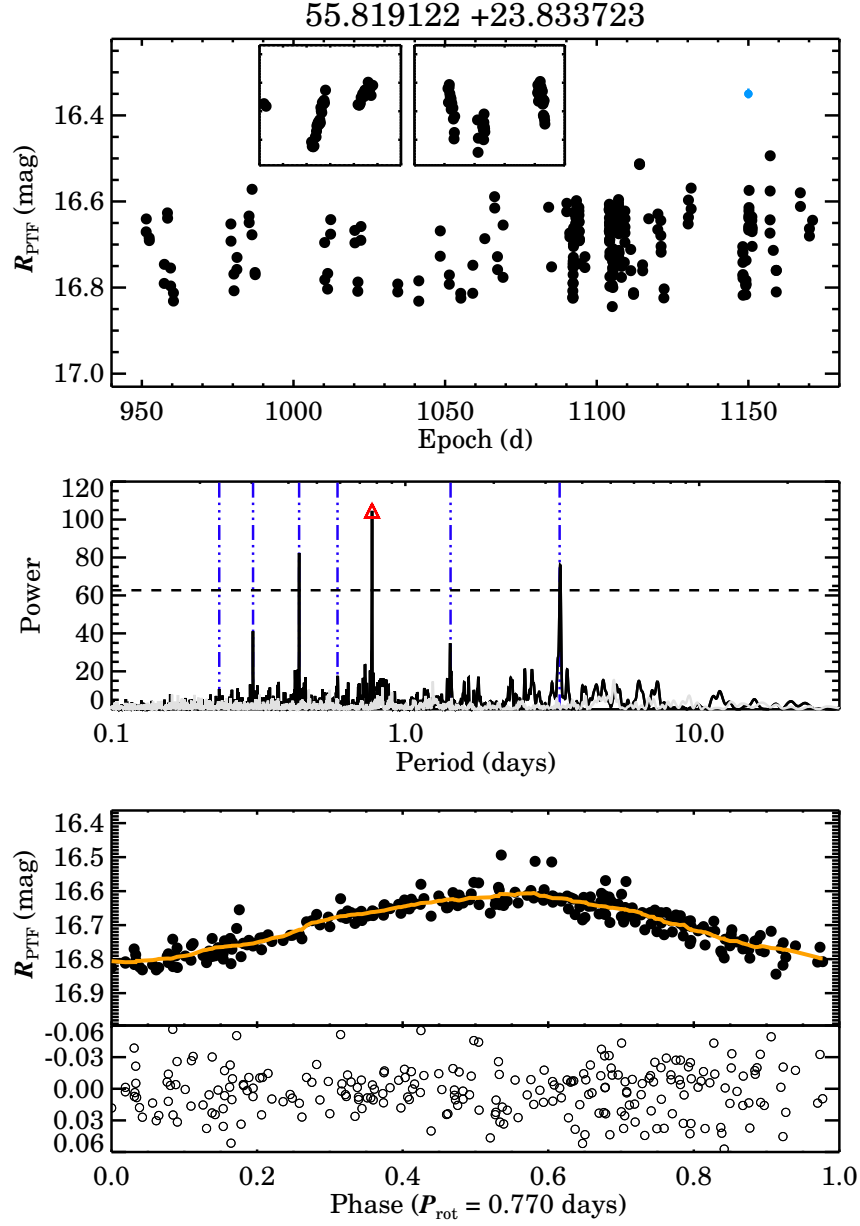 55.819122 +23.833723
16.4
16.6
16.8
17.0
R_PTF (mag)
950 1000 1050 1100 1150
Epoch (d)
120
100
80
60
40
20
0
Power
0.1 1.0 10.0
Period (days)
16.4
16.5
16.6
16.7
16.8
16.9
R_PTF (mag)
-0.06
-0.03
0.00
0.03
0.06
0.0 0.2 0.4 0.6 0.8 1.0
Phase (P_rot = 0.770 days)